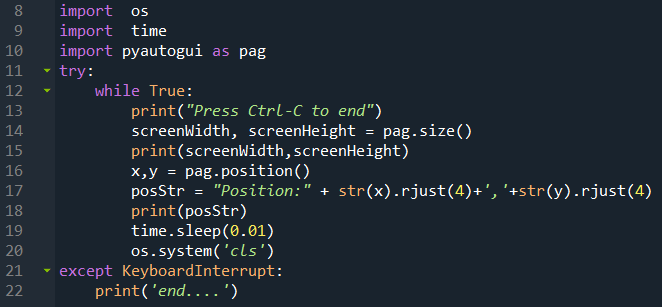 8 import  os
9 import  time
10 import pyautogui as pag
11 try:
12     while True:
13         print("Press Ctrl-C to end")
14         screenWidth, screenHeight = pag.size()
15         print(screenWidth,screenHeight)
16         x,y = pag.position()
17         posStr = "Position:" + str(x).rjust(4)+','+str(y).rjust(4)
18         print(posStr)
19         time.sleep(0.01)
20         os.system('cls')
21 except KeyboardInterrupt:
22     print('end....')